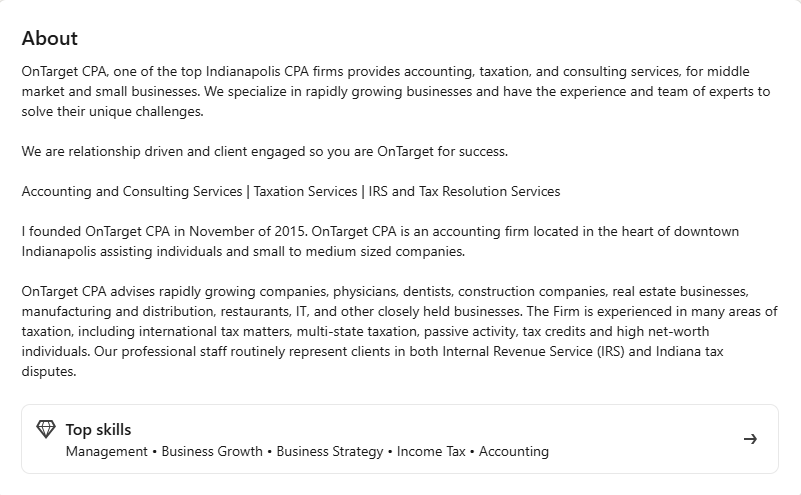 About
OnTarget CPA, one of the top Indianapolis CPA firms provides accounting, taxation, and consulting services, for middle
market and small businesses. We specialize in rapidly growing businesses and have the experience and team of experts to
solve their unique challenges.
We are relationship driven and client engaged so you are OnTarget for success.
Accounting and Consulting Services | Taxation Services | IRS and Tax Resolution Services
I founded OnTarget CPA in November of 2015. OnTarget CPA is an accounting firm located in the heart of downtown
Indianapolis assisting individuals and small to medium sized companies.
OnTarget CPA advises rapidly growing companies, physicians, dentists, construction companies, real estate businesses,
manufacturing and distribution, restaurants, IT, and other closely held businesses. The Firm is experienced in many areas of
taxation, including international tax matters, multi-state taxation, passive activity, tax credits and high net-worth
individuals. Our professional staff routinely represent clients in both Internal Revenue Service (IRS) and Indiana tax
disputes.
Top skills
Management • Business Growth • Business Strategy • Income Tax • Accounting